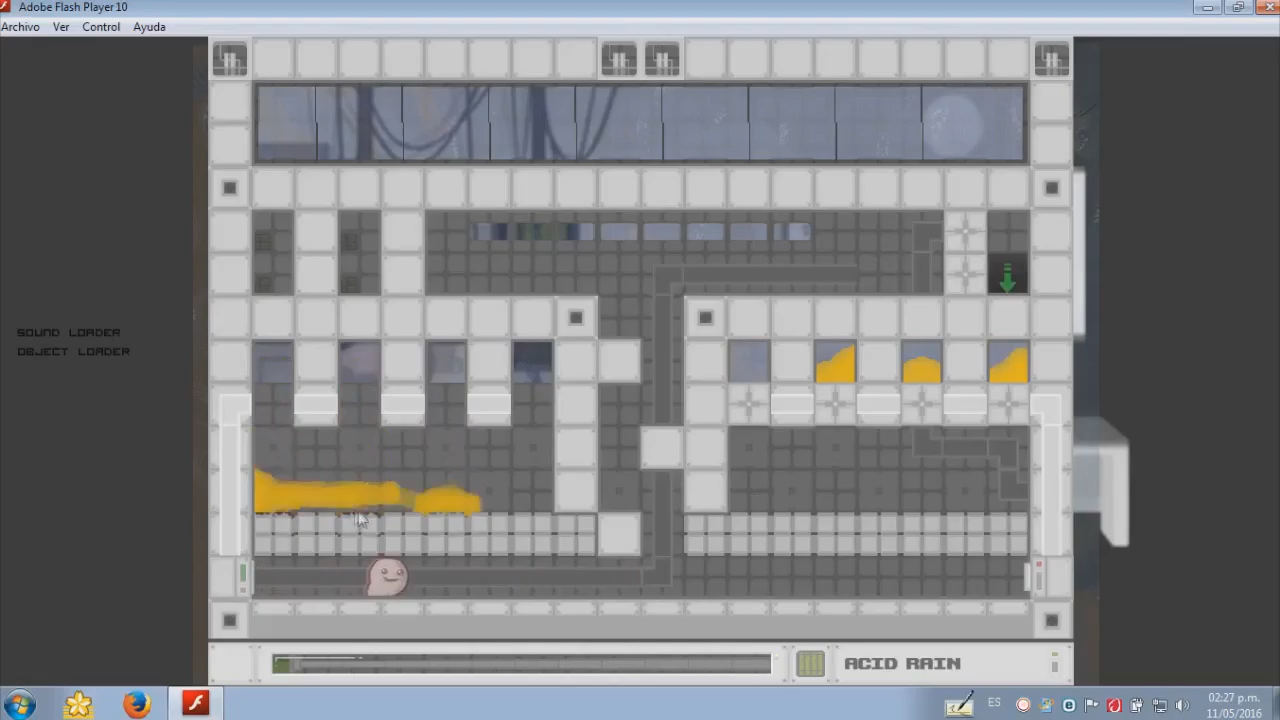 Adobe Flash Player 10
Archivo Ver Control Ayuda
SOUND LOADER
OBJECT LOADER
ACID RAIN
ES
02:27 p.m.
11/05/2016